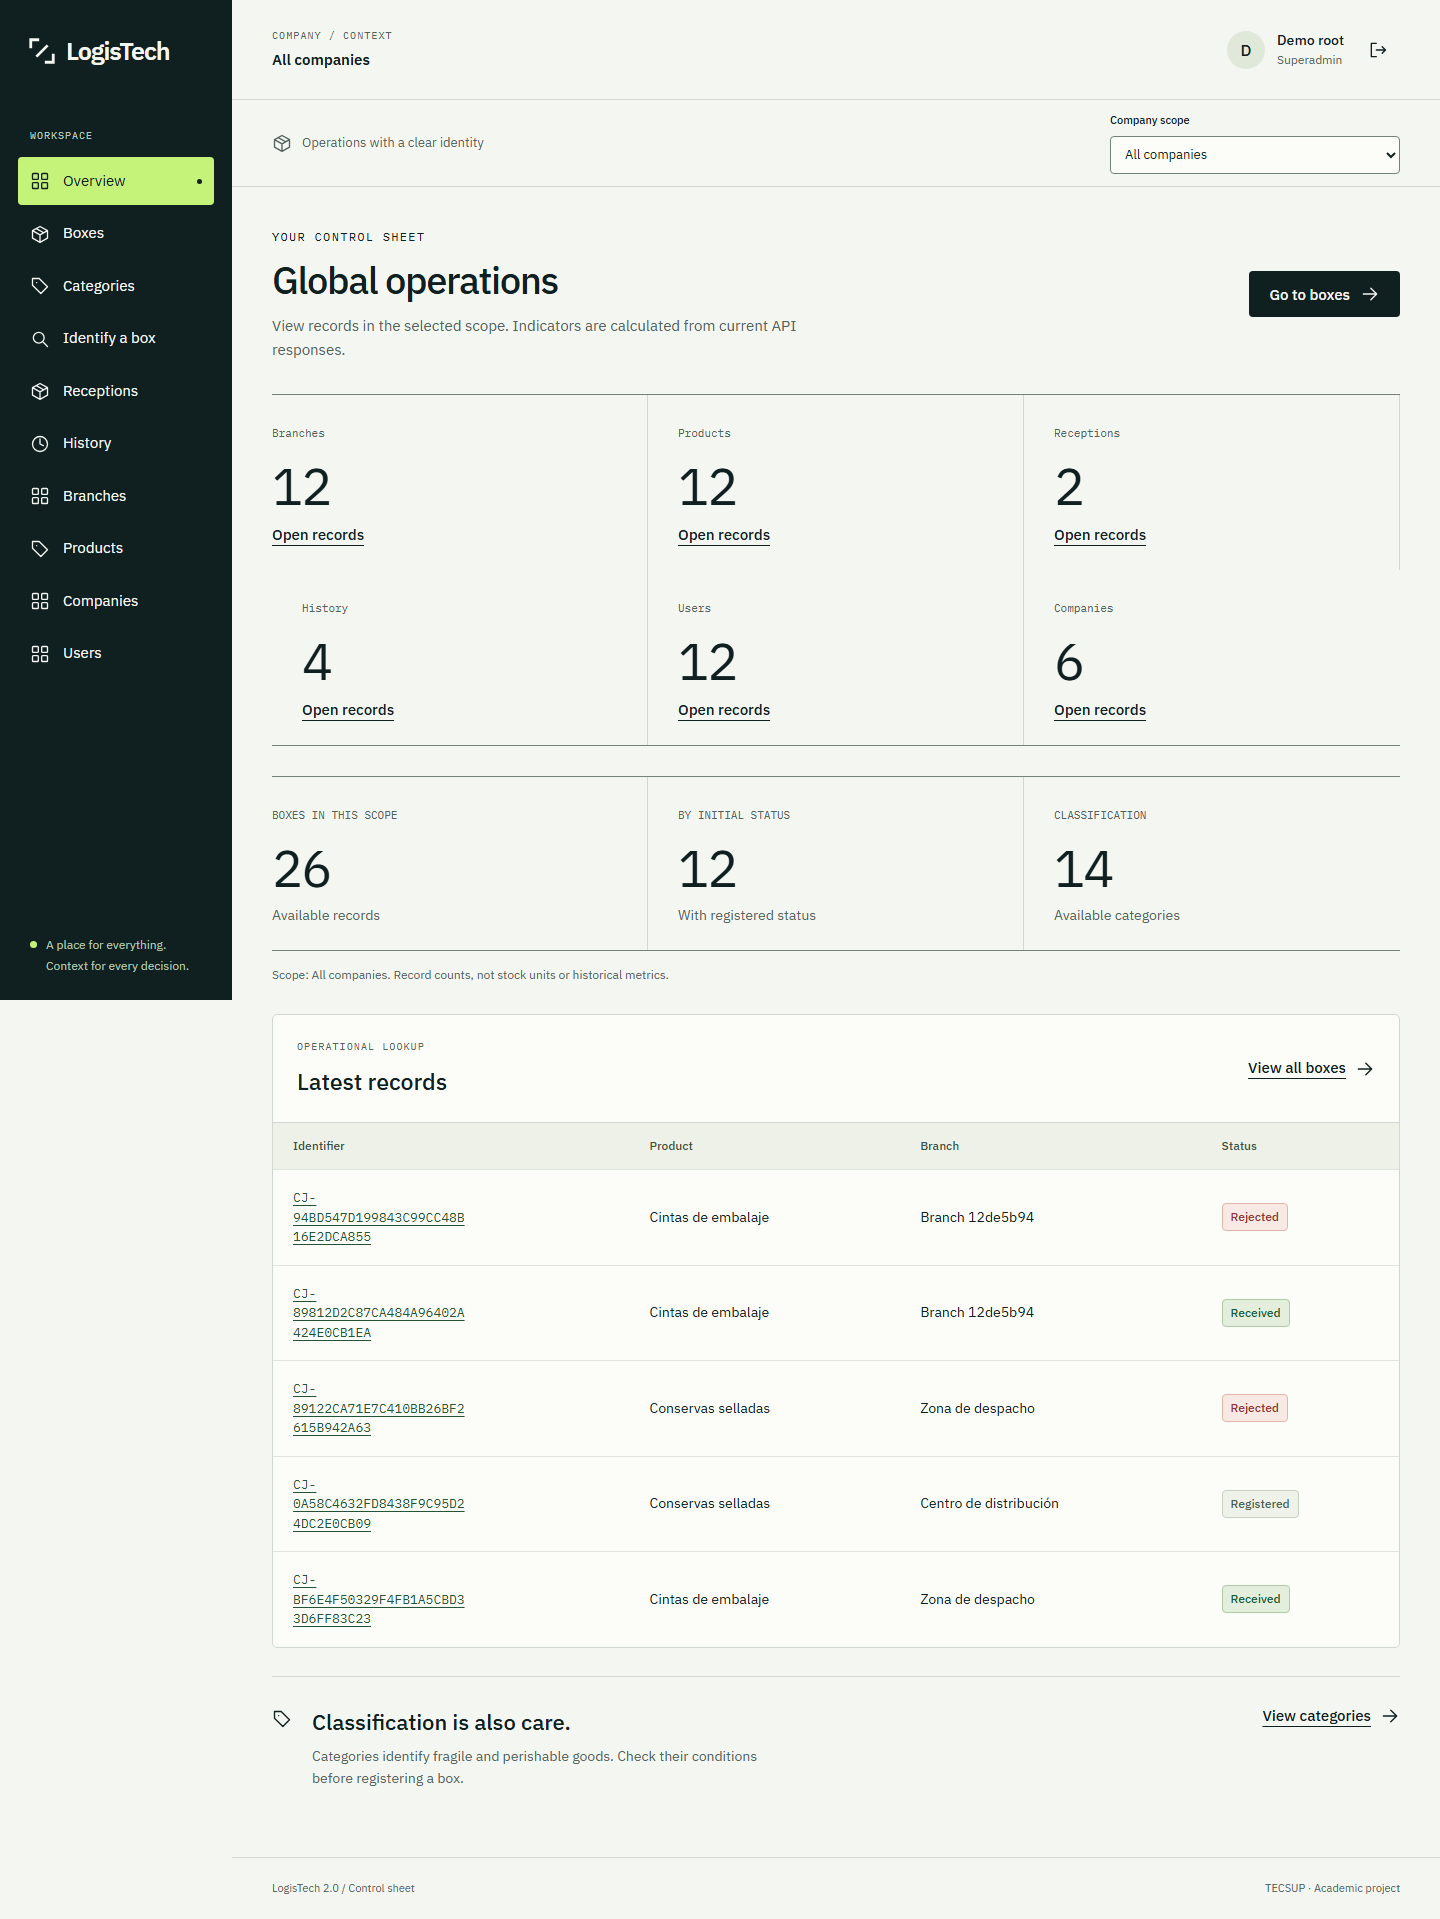 LogisTech
WORKSPACE
Overview
Boxes
Categories
Identify a box
Receptions
History
Branches
Products
Companies
Users
A place for everything.
Context for every decision.
COMPANY / CONTEXT
All companies
D
Demo root
Superadmin
Operations with a clear identity
Company scope
All companies
YOUR CONTROL SHEET
Global operations
View records in the selected scope. Indicators are calculated from current API
responses.
Go to boxes
Branches
Products
Receptions
12
12
2
Open records
Open records
Open records
History
Users
Companies
4
12
6
Open records
Open records
Open records
BOXES IN THIS SCOPE
BY INITIAL STATUS
CLASSIFICATION
26
12
14
Available records
With registered status
Available categories
Scope: All companies. Record counts, not stock units or historical metrics.
OPERATIONAL LOOKUP
Latest records
View all boxes
Identifier
Product
Branch
Status
CJ-
94BD547D199843C99CC48B
16E2DCA855
Cintas de embalaje
Branch 12de5b94
Rejected
CJ-
89812D2C87CA484A96402A
424E0CB1EA
Cintas de embalaje
Branch 12de5b94
Received
CJ-
89122CA71E7C410BB26BF2
615B942A63
Conservas selladas
Zona de despacho
Rejected
CJ-
0A58C4632FD8438F9C95D2
4DC2E0CB09
Conservas selladas
Centro de distribución
Registered
CJ-
BF6E4F50329F4FB1A5CBD3
3D6FF83C23
Cintas de embalaje
Zona de despacho
Received
Classification is also care.
Categories identify fragile and perishable goods. Check their conditions
before registering a box.
View categories
LogisTech 2.0 / Control sheet
TECSUP · Academic project